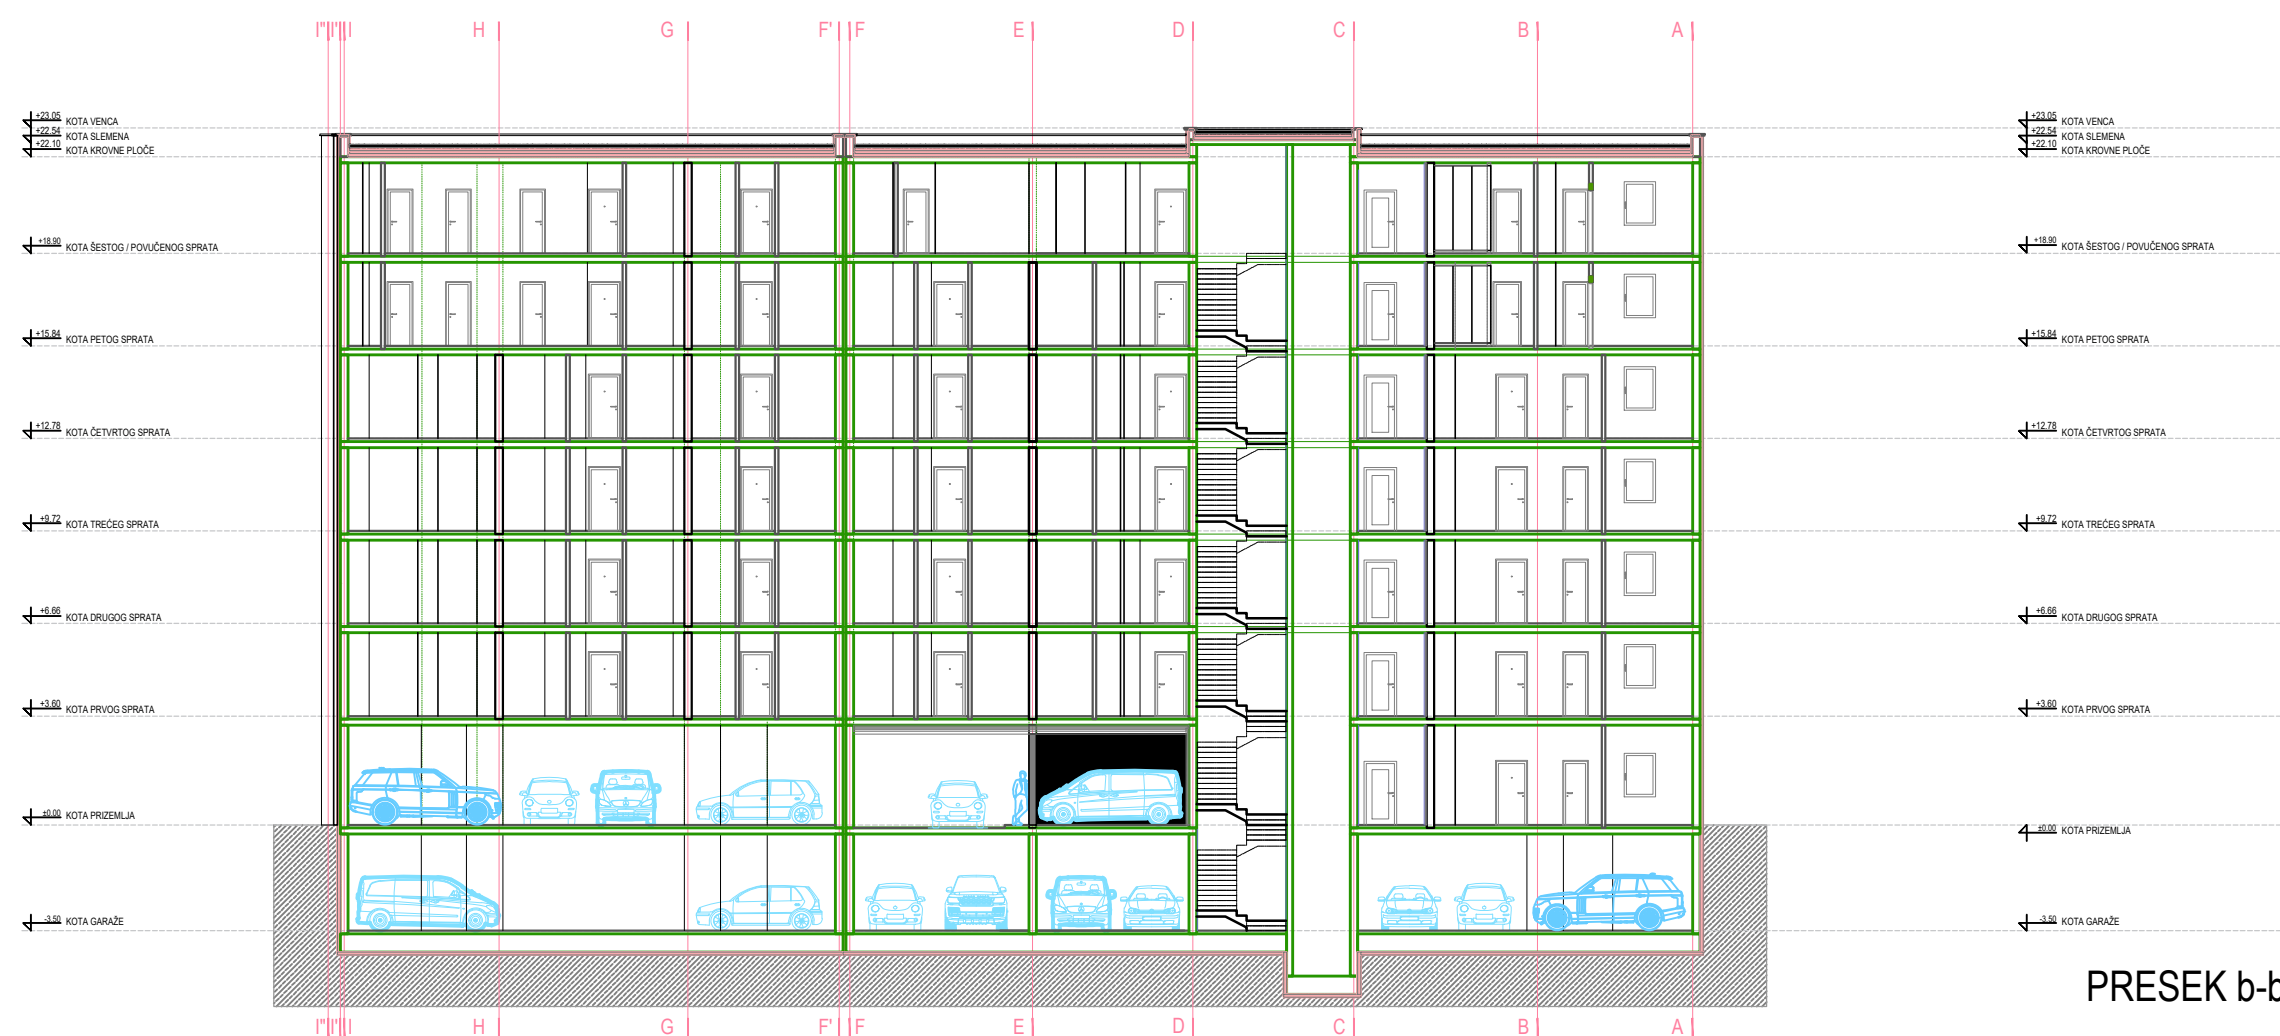 I" I' I H G F' F E D C B A
+23.05 KOTA VENCA
+22.54 KOTA SLEMENA
+22.10 KOTA KROVNE PLOČE
+18.90 KOTA ŠESTOG / POVUČENOG SPRATA
+15.84 KOTA PETOG SPRATA
+12.78 KOTA ČETVRTOG SPRATA
+9.72 KOTA TREĆEG SPRATA
+6.66 KOTA DRUGOG SPRATA
+3.60 KOTA PRVOG SPRATA
±0.00 KOTA PRIZEMLJA
-3.50 KOTA GARAŽE
+23.05 KOTA VENCA
+22.54 KOTA SLEMENA
+22.10 KOTA KROVNE PLOČE
+18.90 KOTA ŠESTOG / POVUČENOG SPRATA
+15.84 KOTA PETOG SPRATA
+12.78 KOTA ČETVRTOG SPRATA
+9.72 KOTA TREĆEG SPRATA
+6.66 KOTA DRUGOG SPRATA
+3.60 KOTA PRVOG SPRATA
±0.00 KOTA PRIZEMLJA
-3.50 KOTA GARAŽE
PRESEK b-b
I" I' I H G F' F E D C B A